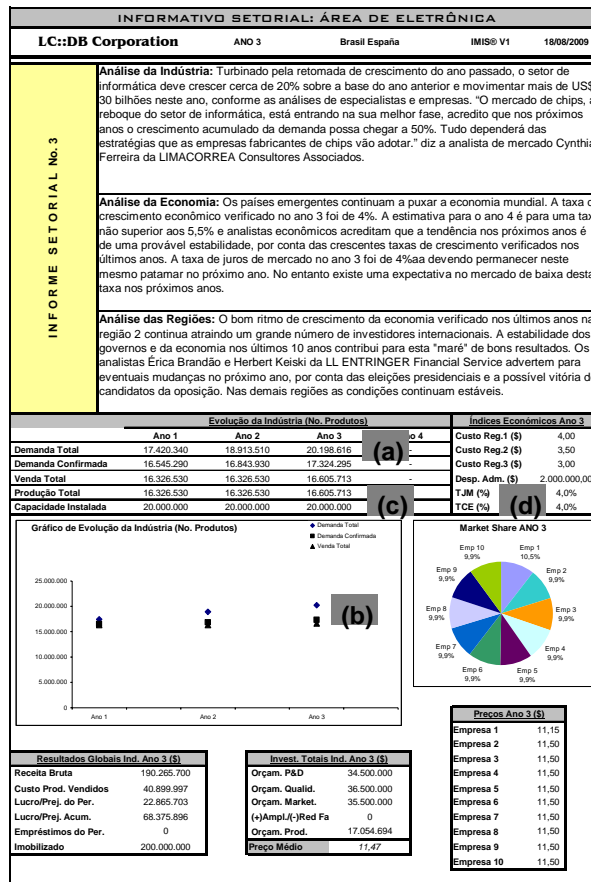 INFORMATIVO SETORIAL: ÁREA DE ELETRÔNICA
LC::DB Corporation ANO 3 Brasil España IMIS® V1 18/08/2009
INFORME SETORIAL No. 3
Análise da Indústria: Turbinado pela retomada de crescimento do ano passado, o setor de
informática deve crescer cerca de 20% sobre a base do ano anterior e movimentar mais de US$
30 bilhões neste ano, conforme as análises de especialistas e empresas. "O mercado de chips, a
reboque do setor de informática, está entrando na sua melhor fase, acredito que nos próximos
anos o crescimento acumulado da demanda possa chegar a 50%. Tudo dependerá das
estratégias que as empresas fabricantes de chips vão adotar." diz a analista de mercado Cynthia
Ferreira da LIMACORREA Consultores Associados.
Análise da Economia: Os países emergentes continuam a puxar a economia mundial. A taxa
crescimento econômico verificado no ano 3 foi de 4%. A estimativa para o ano 4 é para uma
não superior aos 5,5% e analistas econômicos acreditam que a tendência nos próximos anos é
de uma provável estabilidade, por conta das crescentes taxas de crescimento verificados nos
últimos anos. A taxa de juros de mercado no ano 3 foi de 4%aa devendo permanecer neste
mesmo patamar no próximo ano. No entanto existe uma expectativa no mercado de baixa desta
taxa nos próximos anos.
Análise das Regiões: O bom ritmo de crescimento da economia verificado nos últimos anos na
região 2 continua atraindo um grande número de investidores internacionais. A estabilidade dos
governos e da economia nos últimos 10 anos contribui para esta "maré" de bons resultados. Os
analistas Érica Brandão e Herbert Keiski da LL ENTRINGER Financial Service advertem para
eventuais mudanças no próximo ano, por conta das eleições presidenciais e a possível vitória
candidatos da oposição. Nas demais regiões as condições continuam estáveis.
Evolução da Indústria (No. Produtos)
Ano 1 Ano 2 Ano 3 o 4
Demanda Total 17.420.340 18.913.510 20.198.616 (a) -
Demanda Confirmada 16.545.290 16.843.930 17.324.295 -
Venda Total 16.326.530 16.326.530 16.605.713 -
Produção Total 16.326.530 16.326.530 16.605.713
Capacidade Instalada 20.000.000 20.000.000 20.000.000 (c)
Índices Económicos Ano 3
Custo Reg.1 ($) 4,00
Custo Reg.2 ($) 3,50
Custo Reg.3 ($) 3,00
Desp. Adm. ($) 2.000.000,00
TJM (%) 4,0%
TCE (%) (d) 4,0%
Gráfico de Evolução da Indústria (No. Produtos)
Demanda Total
Demanda Confirmada
Venda Total
25.000.000
20.000.000
15.000.000
10.000.000
5.000.000
0
(b)
Ano 1 Ano 2 Ano 3
Market Share ANO 3
Emp 1
10,5%
Emp 2
9,9%
Emp 3
9,9%
Emp 4
9,9%
Emp 5
9,9%
Emp 6
9,9%
Emp 7
9,9%
Emp 8
9,9%
Emp 9
9,9%
Emp 10
9,9%
Resultados Globais Ind. Ano 3 ($)
Receita Bruta 190.265.700
Custo Prod. Vendidos 40.899.997
Lucro/Prej. do Per. 22.865.703
Lucro/Prej. Acum. 68.375.896
Empréstimos do Per. 0
Imobilizado 200.000.000
Invest. Totais Ind. Ano 3 ($)
Orçam. P&D 34.500.000
Orçam. Qualid. 36.500.000
Orçam. Market. 35.500.000
(+)Ampl./(-)Red Fa 0
Orçam. Prod. 17.054.694
Preço Médio 11,47
Preços Ano 3 ($)
Empresa 1 11,15
Empresa 2 11,50
Empresa 3 11,50
Empresa 4 11,50
Empresa 5 11,50
Empresa 6 11,50
Empresa 7 11,50
Empresa 8 11,50
Empresa 9 11,50
Empresa 10 11,50